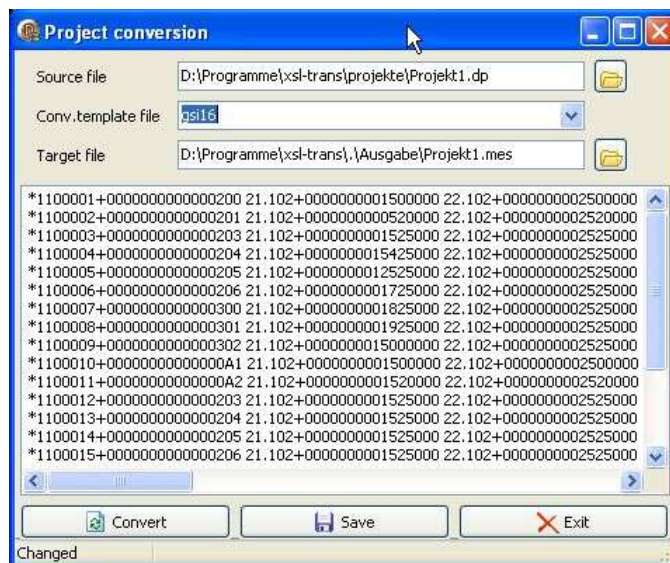 Project conversion
Source file D:\Programme\xsl-trans\projekte\Projekt1.dp
Conv.template file gsi16
Target file D:\Programme\xsl-trans\.\Ausgabe\Projekt1.mes
*1100001+0000000000000200 21.102+0000000001500000 22.102+0000000002500000
*1100002+0000000000000201 21.102+0000000000520000 22.102+0000000002520000
*1100003+0000000000000203 21.102+0000000001525000 22.102+0000000002525000
*1100004+0000000000000204 21.102+0000000015425000 22.102+0000000002525000
*1100005+0000000000000205 21.102+0000000012525000 22.102+0000000002525000
*1100006+0000000000000206 21.102+0000000001725000 22.102+0000000002525000
*1100007+0000000000000300 21.102+0000000001825000 22.102+0000000002525000
*1100008+0000000000000301 21.102+0000000001925000 22.102+0000000002525000
*1100009+0000000000000302 21.102+0000000015000000 22.102+0000000002525000
*1100010+00000000000000A1 21.102+0000000001500000 22.102+0000000002500000
*1100011+00000000000000A2 21.102+0000000001520000 22.102+0000000002520000
*1100012+0000000000000203 21.102+0000000001525000 22.102+0000000002525000
*1100013+0000000000000204 21.102+0000000001525000 22.102+0000000002525000
*1100014+0000000000000205 21.102+0000000001525000 22.102+0000000002525000
*1100015+0000000000000206 21.102+0000000001525000 22.102+0000000002525000
Convert Save Exit
Changed